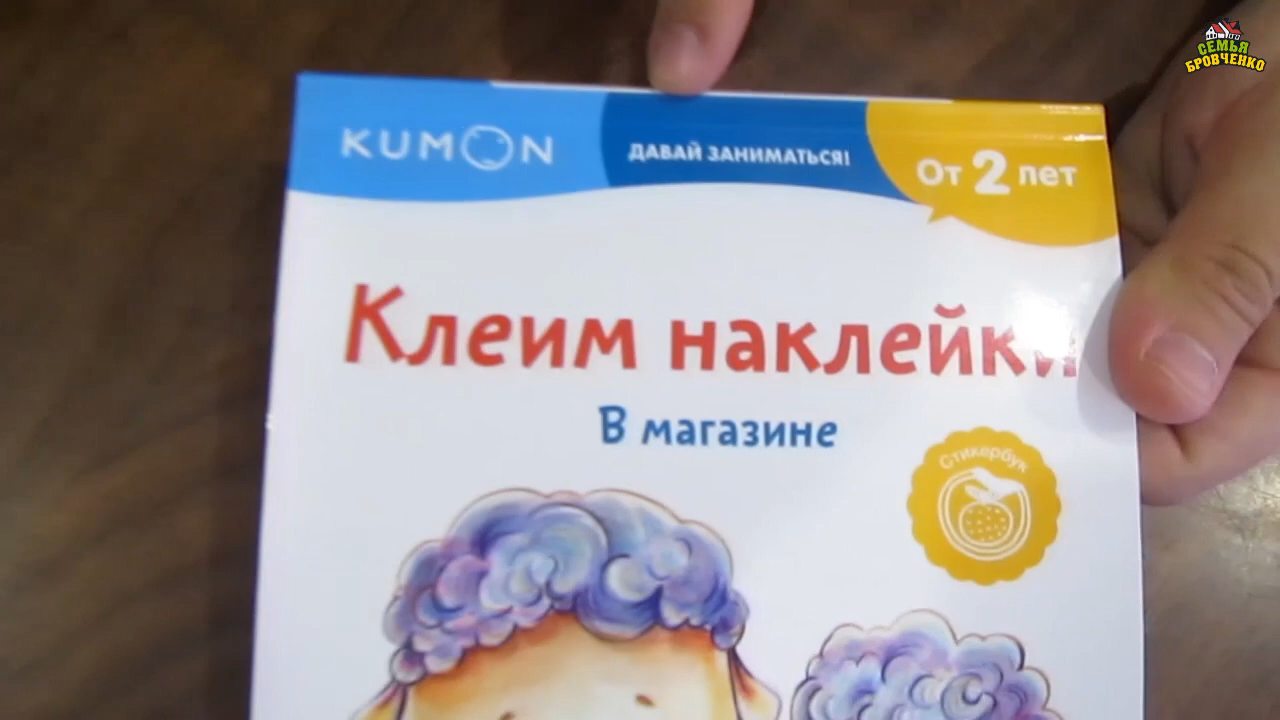 СЕМЬЯ
БРОВЧЕНКО
KUMON
ДАВАЙ ЗАНИМАТЬСЯ!
От 2 лет
Клеим наклейки
В магазине
Стикербук